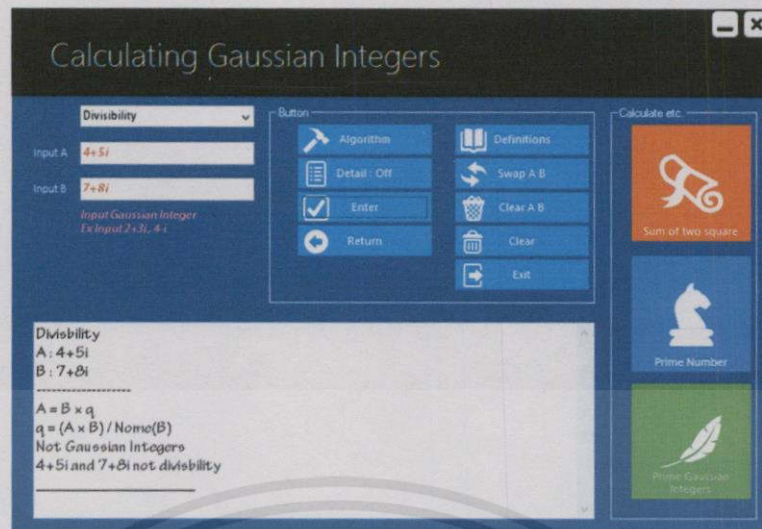 Calculating Gaussian Integers
Divisibility
Input A 4+5i
Input B 7+8i
Input Gaussian Integer
Ex Input 2+3i, 4-i
Button
Algorithm
Definitions
Detail : Off
Swap A B
Enter
Clear A B
Return
Clear
Exit
Calculate etc.
Sum of two square
Prime Number
Prime Gaussian
Integers
Divisbility
A : 4+5i
B : 7+8i
--------------------
A = B x q
q = (A x B) / Nome(B)
Not Gaussian Integers
4+5i and 7+8i not divisbility